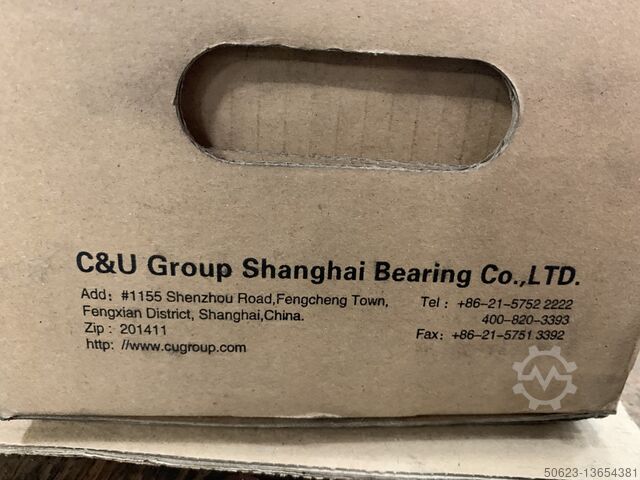 C&U Group Shanghai Bearing Co.,LTD.
Add: #1155 Shenzhou Road,Fengcheng Town,
Fengxian District, Shanghai,China.
Zip: 201411
http: //www.cugroup.com
Tel: +86-21-5752 2222
400-820-3393
Fax: +86-21-5751 3392
50623-13654381